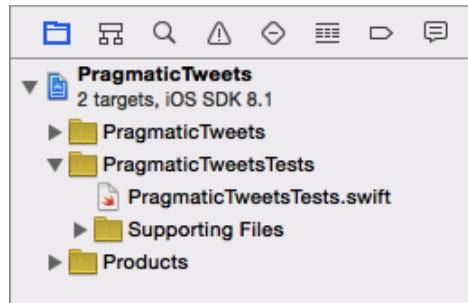 PragmaticTweets
2 targets, iOS SDK 8.1
PragmaticTweets
PragmaticTweetsTests
PragmaticTweetsTests.swift
Supporting Files
Products